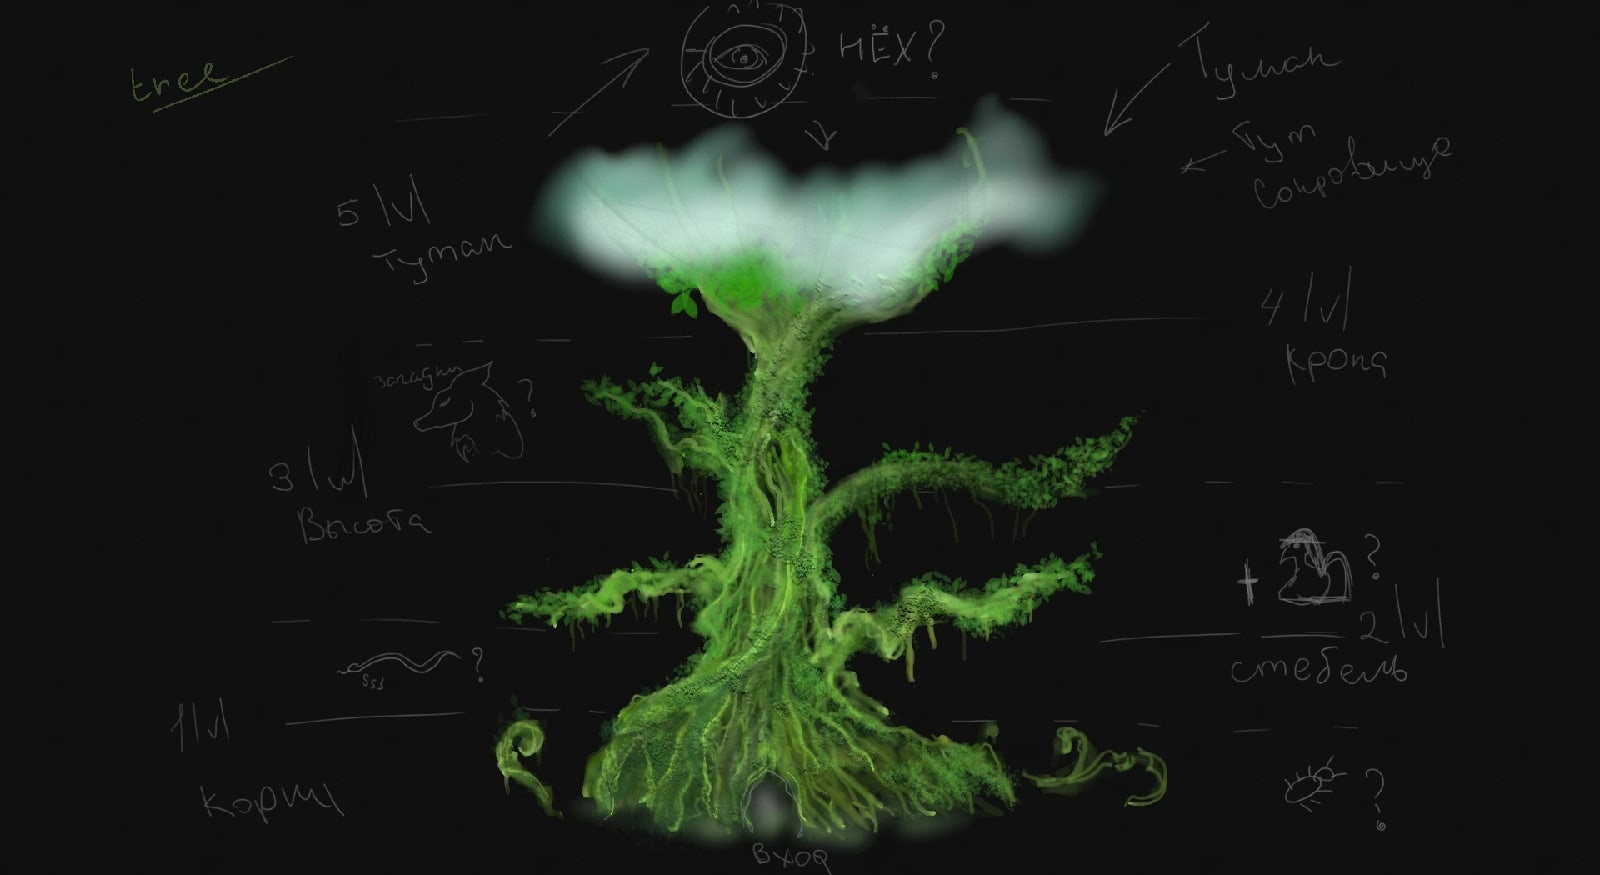 tree
НЁХ?
Туман
Тут
Сокровище
5 lvl
Туман
4 lvl
Крона
загадки
?
3 lvl
Высота
+ ?
2 lvl
стебель
?
sss
1 lvl
Корни
?
вход